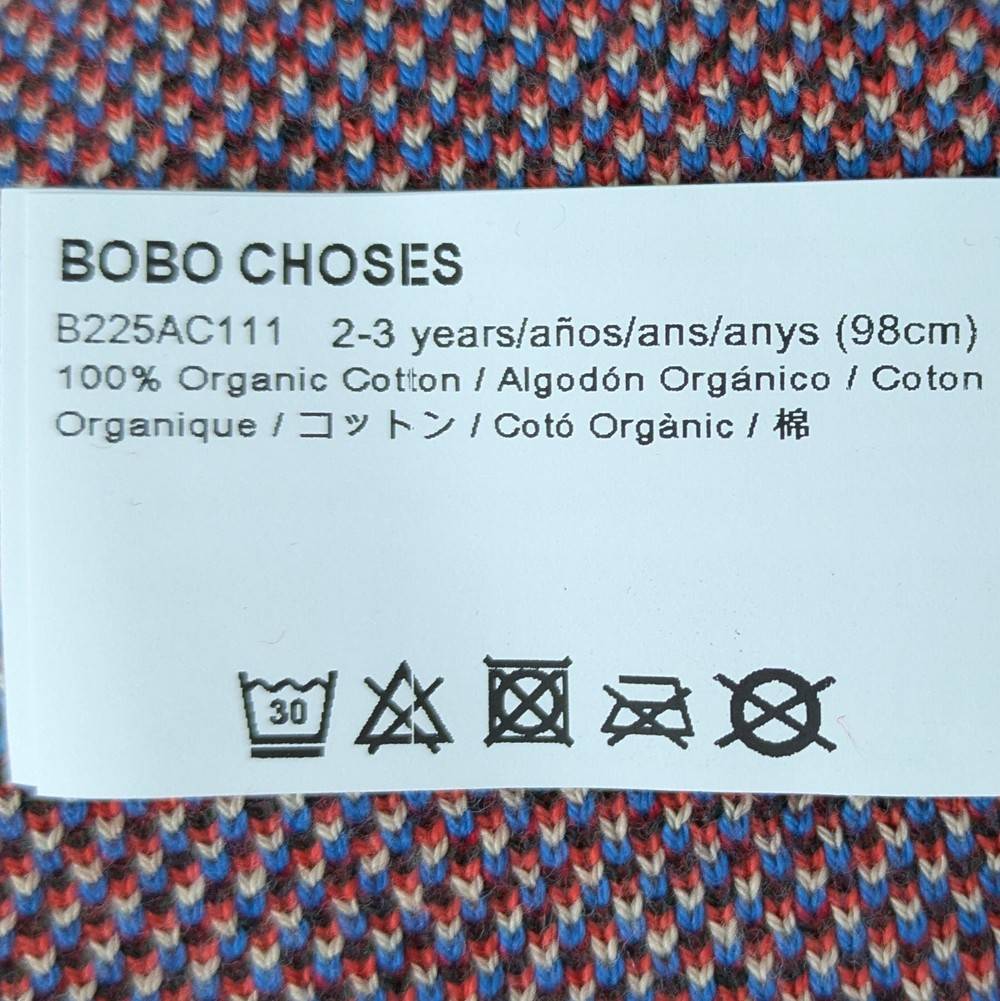 BOBO CHOSES
B225AC111 2-3 years/años/ans/anys (98cm)
100% Organic Cotton / Algodón Orgánico / Coton
Organique / コットン / Cotó Orgànic / 棉
30